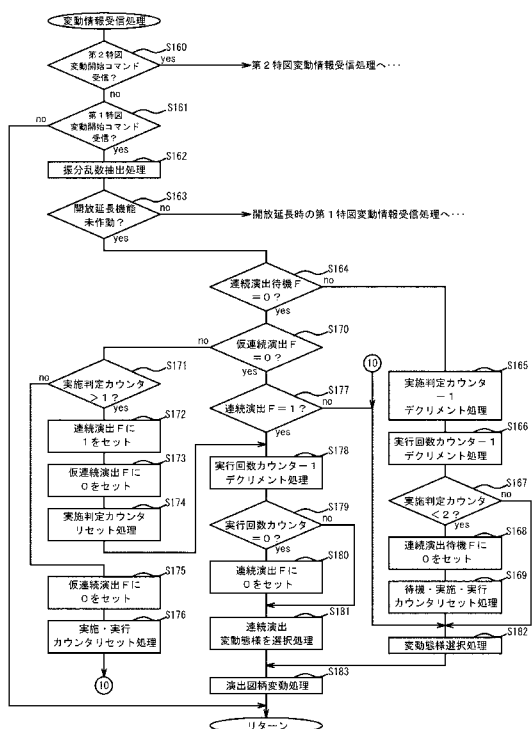 変動情報受信処理
S160
第2特図
変動開始コマンド
受信?
yes
第2特図変動情報受信処理へ・・・
no
S161
no
第1特図
変動開始コマンド
受信?
yes
S162
振分乱数抽出処理
S163
開放延長機能
未作動?
no
開放延長時の第1特図変動情報受信処理へ・・・
yes
S164
連続演出待機F
=0?
no
yes
S170
no
仮連続演出F
=0?
yes
S171
no
実施判定カウンタ
>1?
yes
S172
連続演出Fに
1をセット
S173
仮連続演出Fに
0をセット
S174
実施判定カウンタ
リセット処理
S175
仮連続演出Fに
0をセット
S176
実施・実行
カウンタリセット処理
10
S177
連続演出F=1?
no
yes
S178
実行回数カウンター1
デクリメント処理
S179
実行回数カウンター
=0?
yes
no
S180
連続演出Fに
0をセット
S181
連続演出
変動態様を選択処理
10
S165
実施判定カウンタ
-1
デクリメント処理
S166
実行回数カウンター1
デクリメント処理
S167
実施判定カウンタ
<2?
no
yes
S168
連続演出待機Fに
0をセット
S169
待機・実施・実行
カウンタリセット処理
S182
変動態様選択処理
S183
演出図柄変動処理
リターン